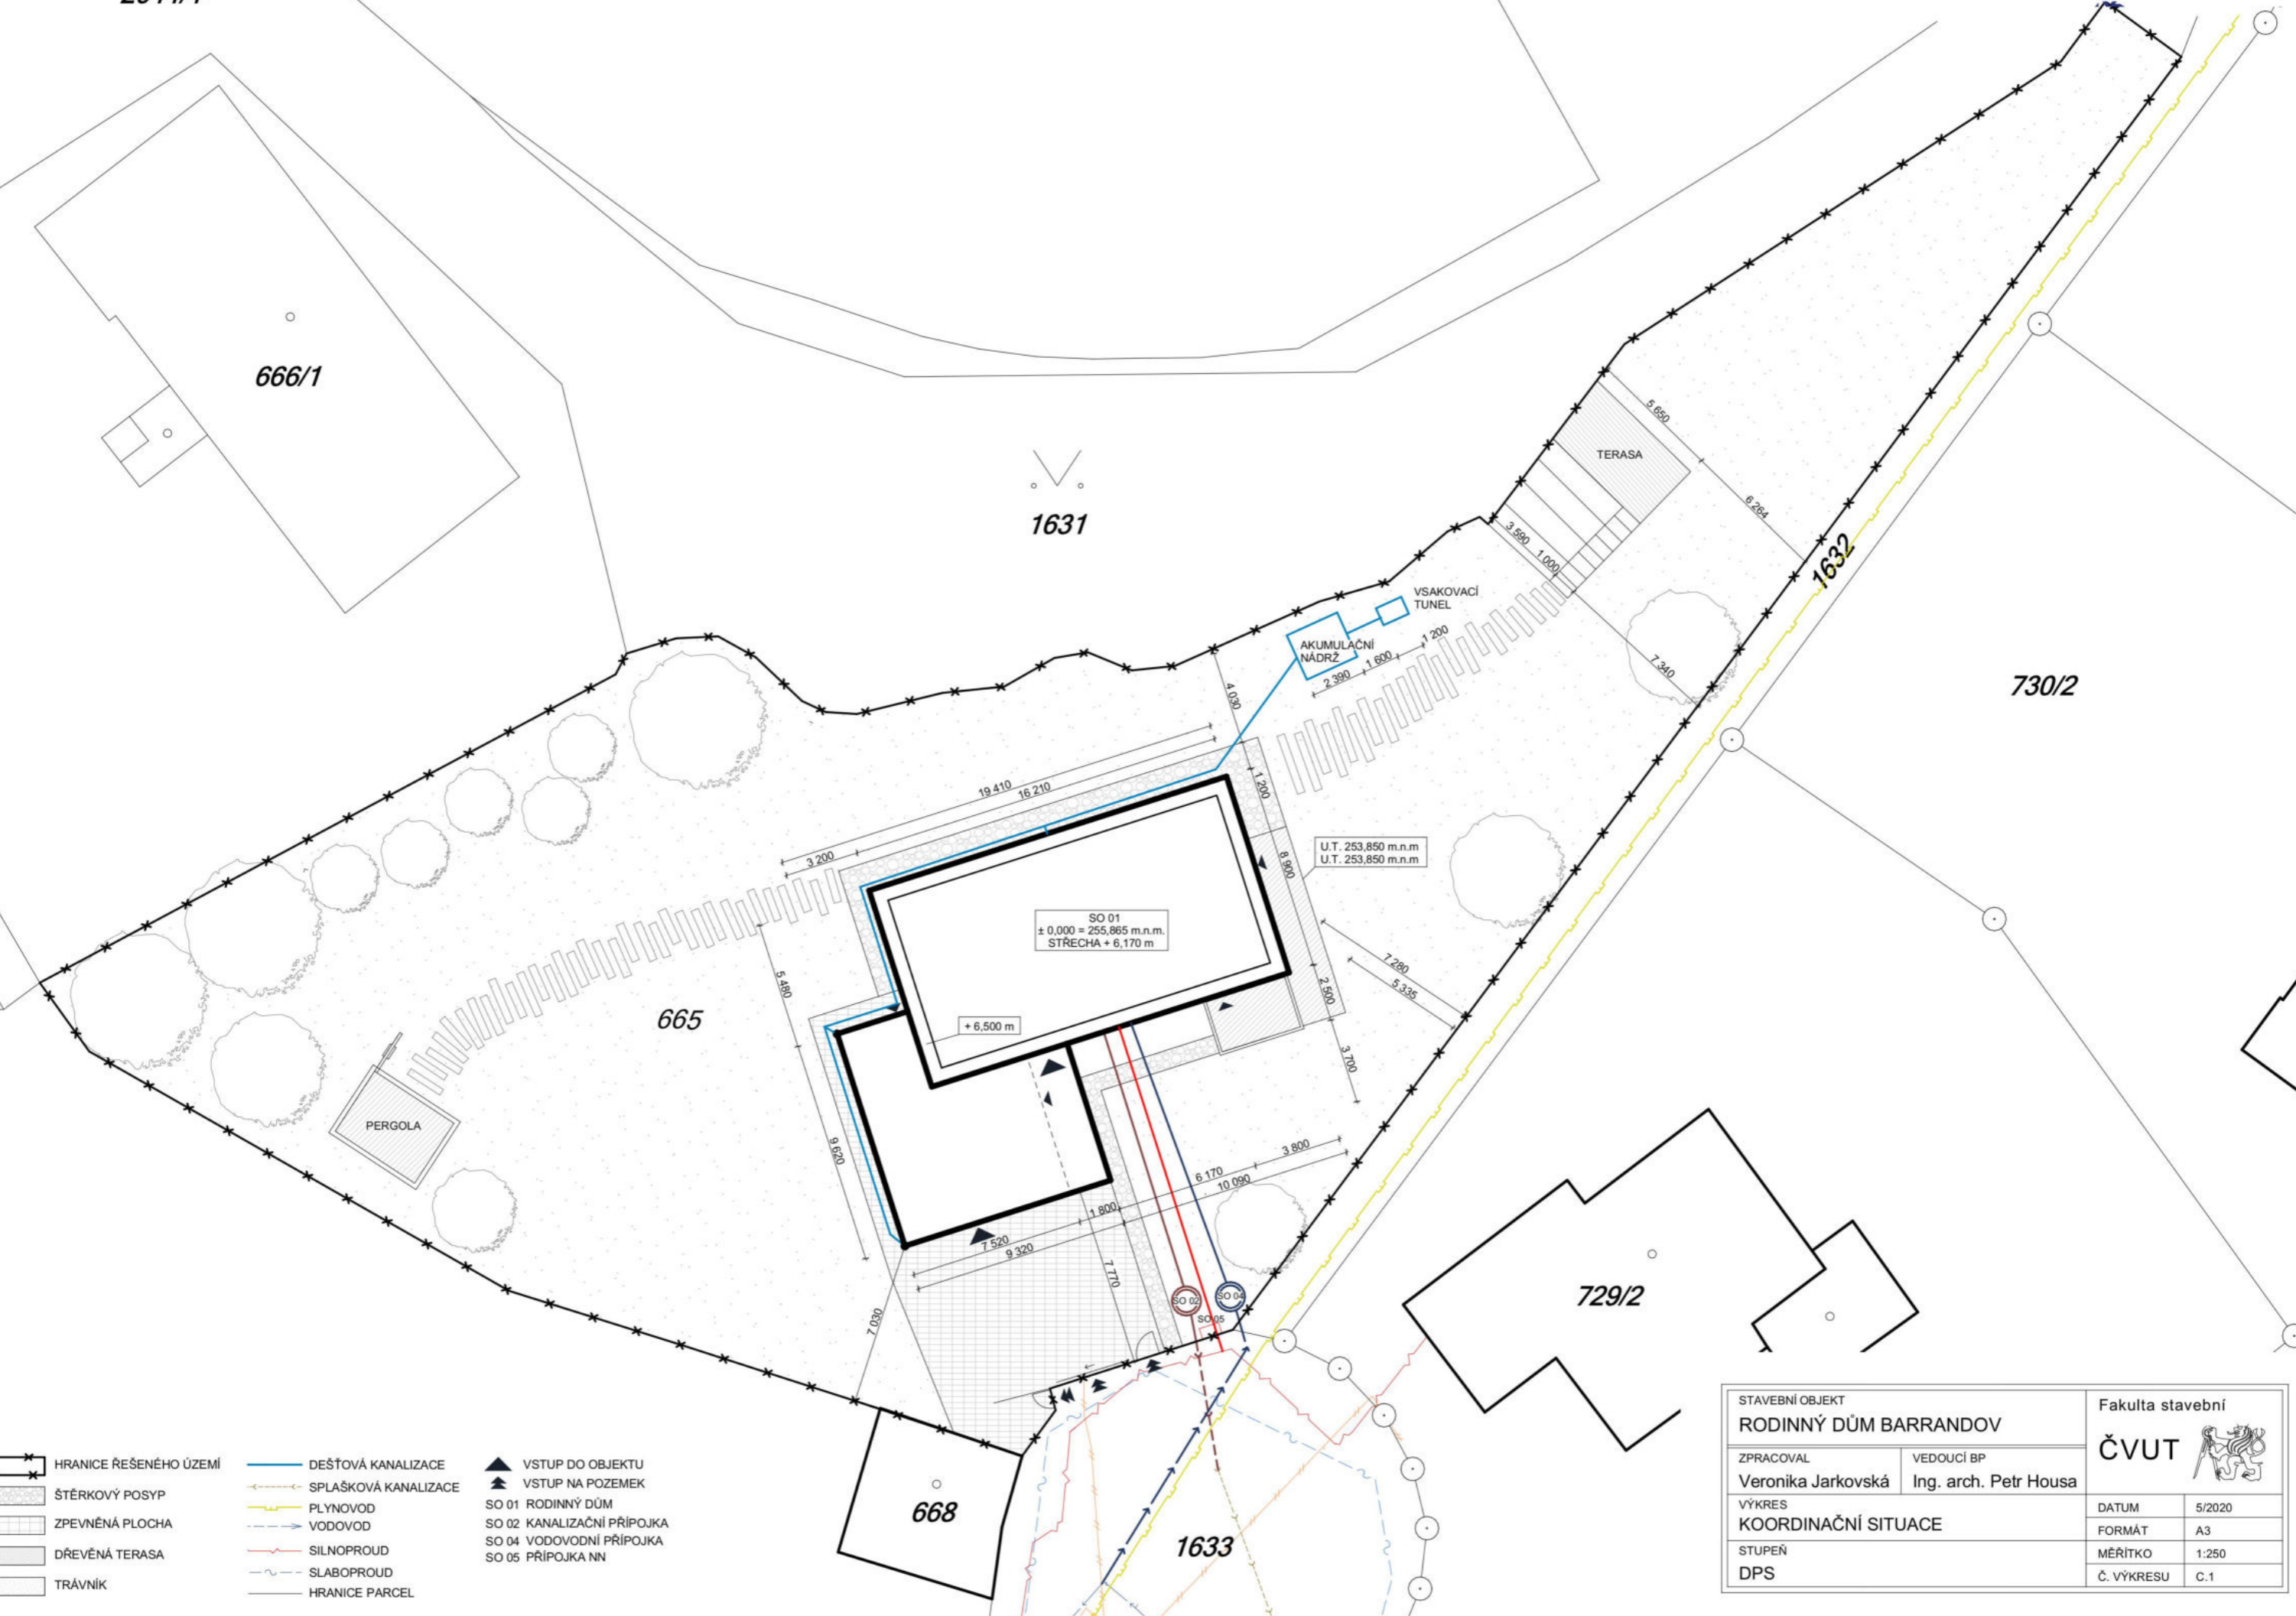 666/1
1631
1632
730/2
665
729/2
668
1633
TERASA
5 650
6 264
3 590
1 000
7 340
VSAKOVACÍ
TUNEL
AKUMULAČNÍ
NÁDRŽ
1 200
1 600
2 390
4 030
19 410
16 210
3 200
1 200
U.T. 253,850 m.n.m
U.T. 253,850 m.n.m
8 900
SO 01
± 0,000 = 255,865 m.n.m.
STŘECHA + 6,170 m
+ 6,500 m
7 280
5 335
2 500
3 700
5 480
9 620
PERGOLA
3 800
6 170
10 090
1 800
7 520
9 320
7 770
7 030
SO 02
SO 04
SO 05
HRANICE ŘEŠENÉHO ÚZEMÍ
ŠTĚRKOVÝ POSYP
ZPEVNĚNÁ PLOCHA
DŘEVĚNÁ TERASA
TRÁVNÍK
DEŠŤOVÁ KANALIZACE
SPLAŠKOVÁ KANALIZACE
PLYNOVOD
VODOVOD
SILNOPROUD
SLABOPROUD
HRANICE PARCEL
VSTUP DO OBJEKTU
VSTUP NA POZEMEK
SO 01 RODINNÝ DŮM
SO 02 KANALIZAČNÍ PŘÍPOJKA
SO 04 VODOVODNÍ PŘÍPOJKA
SO 05 PŘÍPOJKA NN
STAVEBNÍ OBJEKT
RODINNÝ DŮM BARRANDOV
ZPRACOVAL
Veronika Jarkovská
VEDOUCÍ BP
Ing. arch. Petr Housa
VÝKRES
KOORDINAČNÍ SITUACE
STUPEŇ
DPS
Fakulta stavební
ČVUT
DATUM 5/2020
FORMÁT A3
MĚŘÍTKO 1:250
Č. VÝKRESU C.1